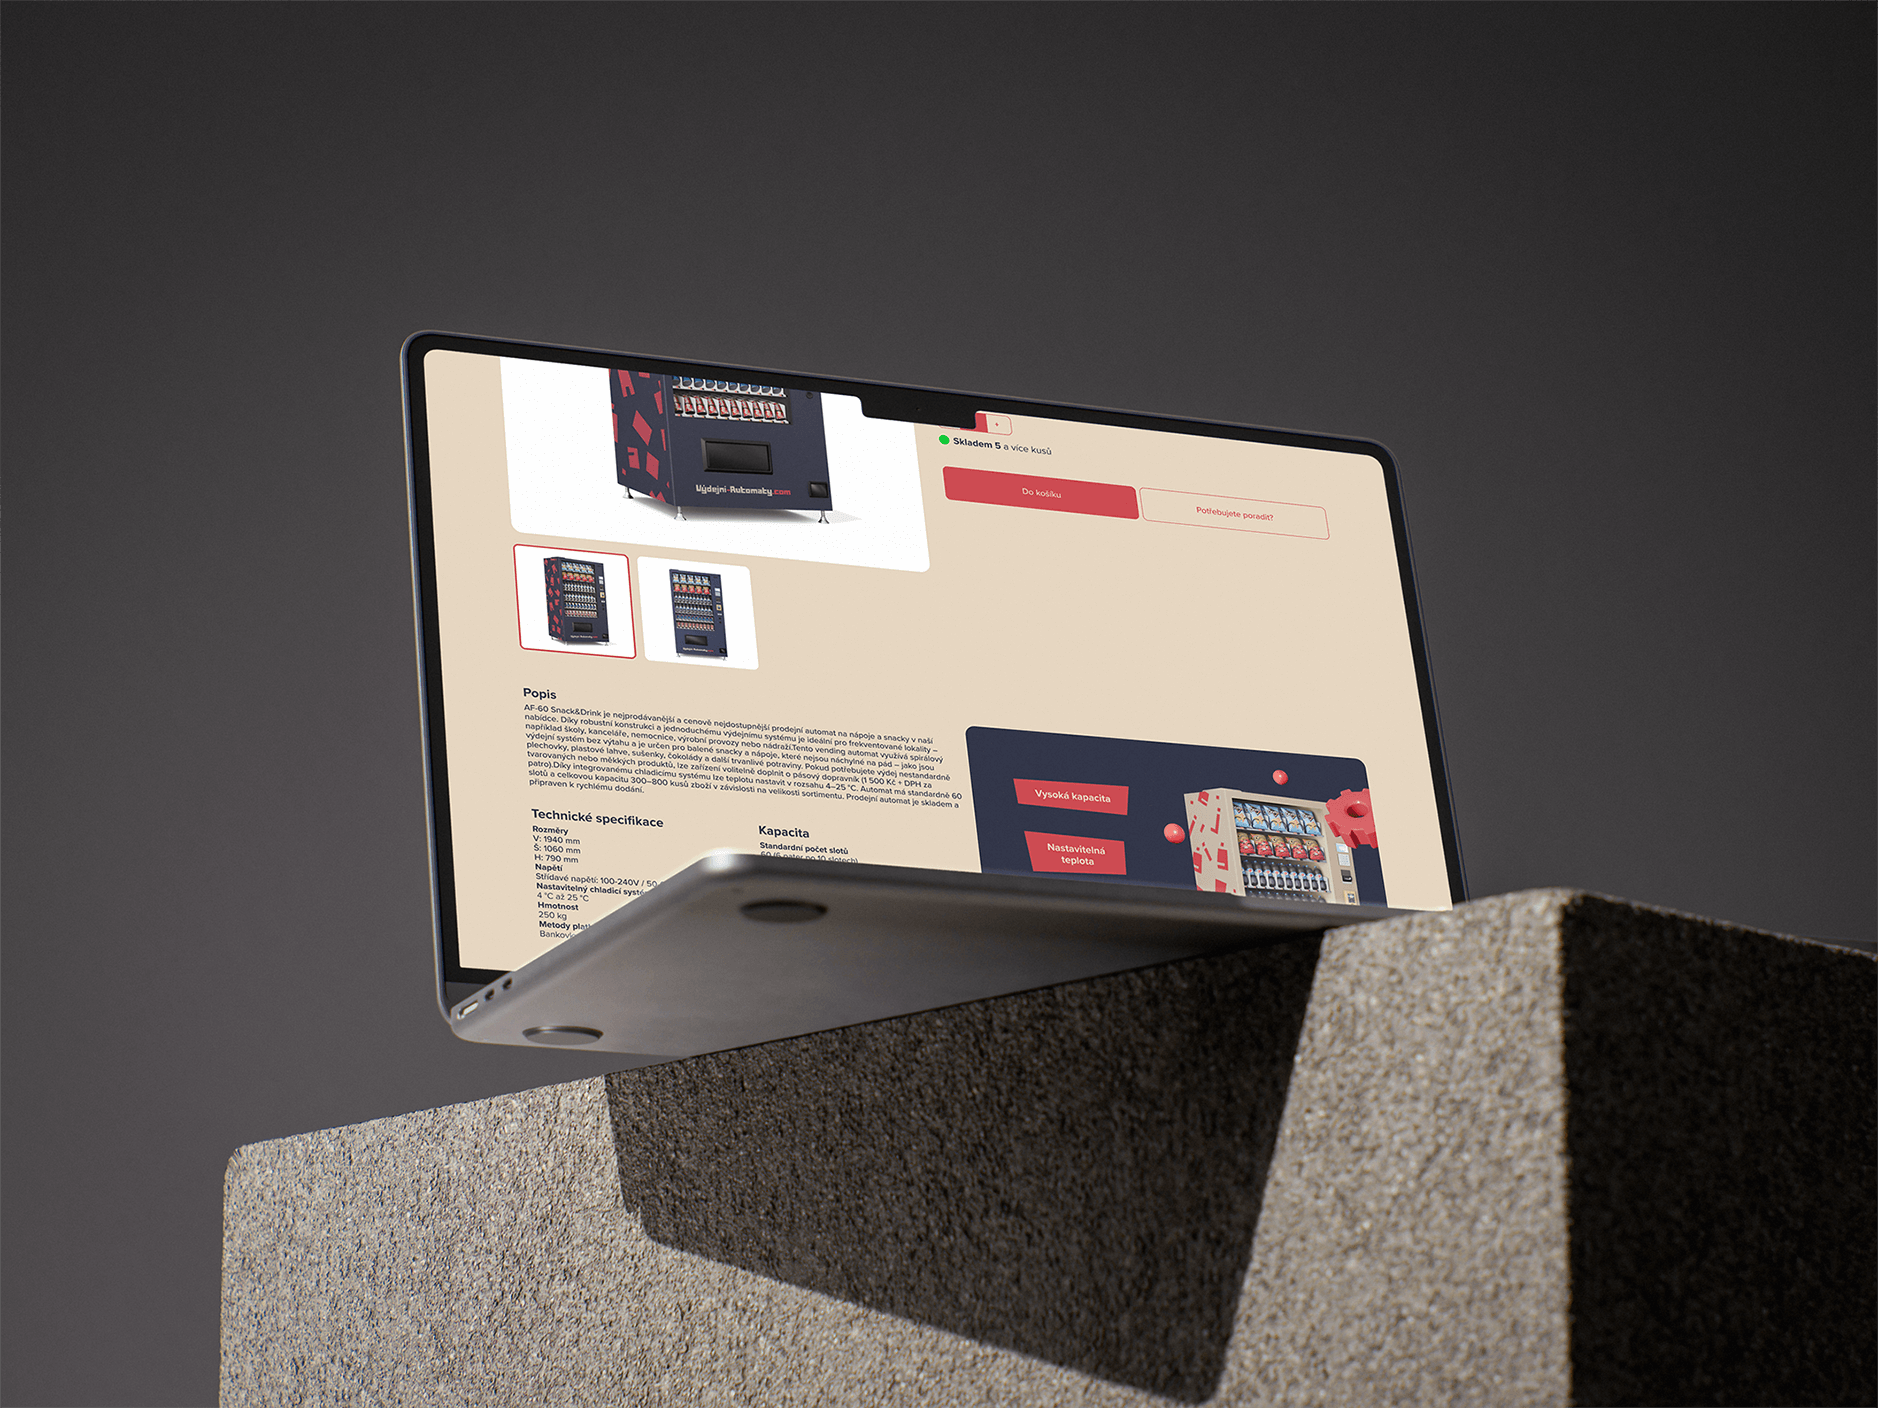 Výdejní-Automaty.com
+
Skladem 5 a více kusů
Do košíku
Potřebujete poradit?
Výdejní-Automaty.com
Výdejní-Automaty.com
Popis
AF-60 Snack&Drink je nejprodávanější a cenově nejdostupnější prodejní automat na nápoje a snacky v naší
nabídce. Díky robustní konstrukci a jednoduchému výdejnímu systému je ideální pro frekventované lokality –
například školy, kanceláře, nemocnice, výrobní provozy nebo nádraží.Tento vending automat využívá spirálový
výdejní systém bez výtahu a je určen pro balené snacky a nápoje, které nejsou náchylné na pád – jako jsou
plechovky, plastové lahve, sušenky, čokolády a další trvanlivé potraviny. Pokud potřebujete výdej nestandardně
tvarovaných nebo měkkých produktů, lze zařízení volitelně doplnit o pásový dopravník (1 500 Kč + DPH za
patro).Díky integrovanému chladicímu systému lze teplotu nastavit v rozsahu 4–25 °C. Automat má standardně 60
slotů a celkovou kapacitu 300–800 kusů zboží v závislosti na velikosti sortimentu. Prodejní automat je skladem a
připraven k rychlému dodání.
Technické specifikace
Rozměry
V: 1940 mm
Š: 1060 mm
H: 790 mm
Napětí
Střídavé napětí: 100-240V / 50
Nastavitelný chladicí systé
4 °C až 25 °C
Hmotnost
250 kg
Metody plat
Bankov
Kapacita
Standardní počet slotů
60 (6 pater po 10 slotech)
Vysoká kapacita
Nastavitelná
teplota